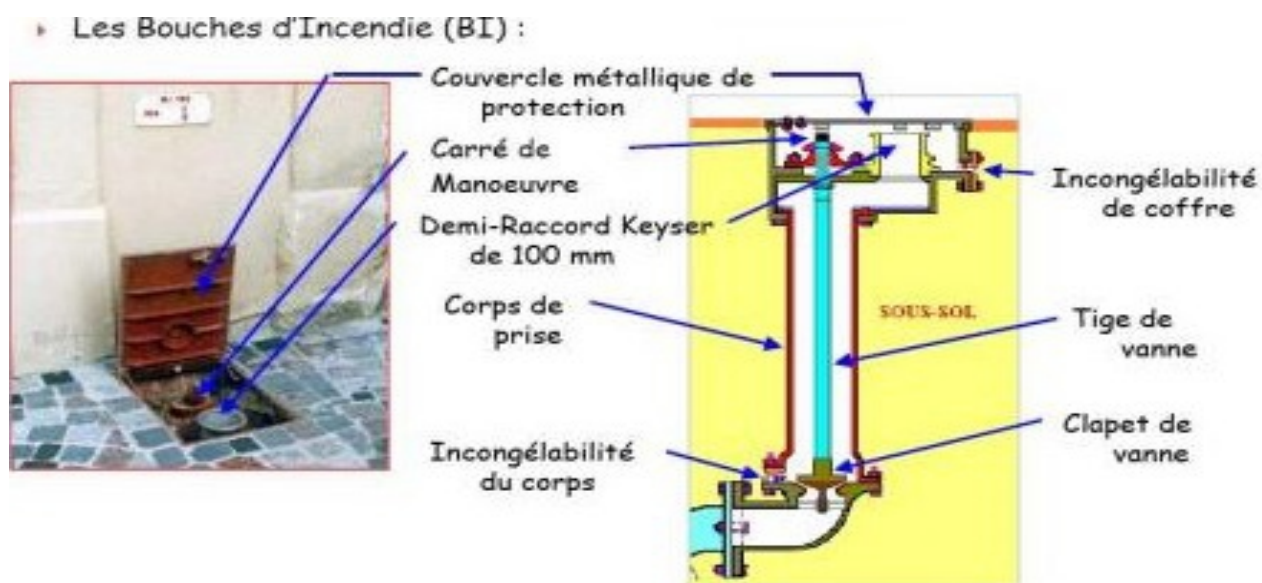 Les Bouches d'Incendie (BI) :
Couvercle métallique de
protection
Carré de
Manoeuvre
Demi-Raccord Keyser
de 100 mm
Corps de
prise
Incongélabilité
du corps
Incongélabilité
de coffre
SOUS-SOL
Tige de
vanne
Clapet de
vanne